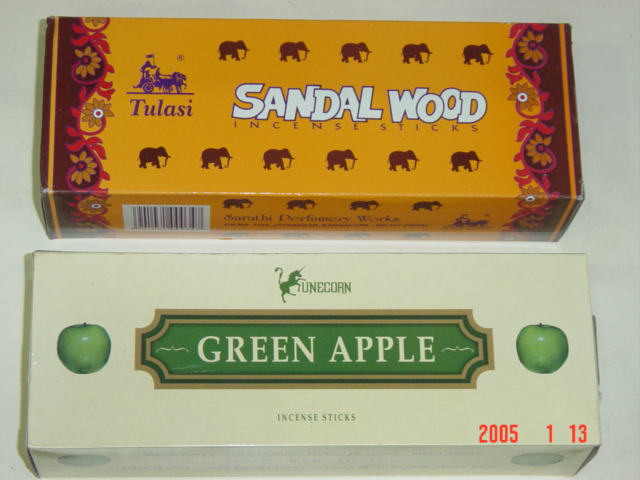 ®
Tulasi
SANDAL WOOD
INCENSE STICKS
Sarathi Perfumery Works
UNECORN
GREEN APPLE
INCENSE STICKS
2005 1 13